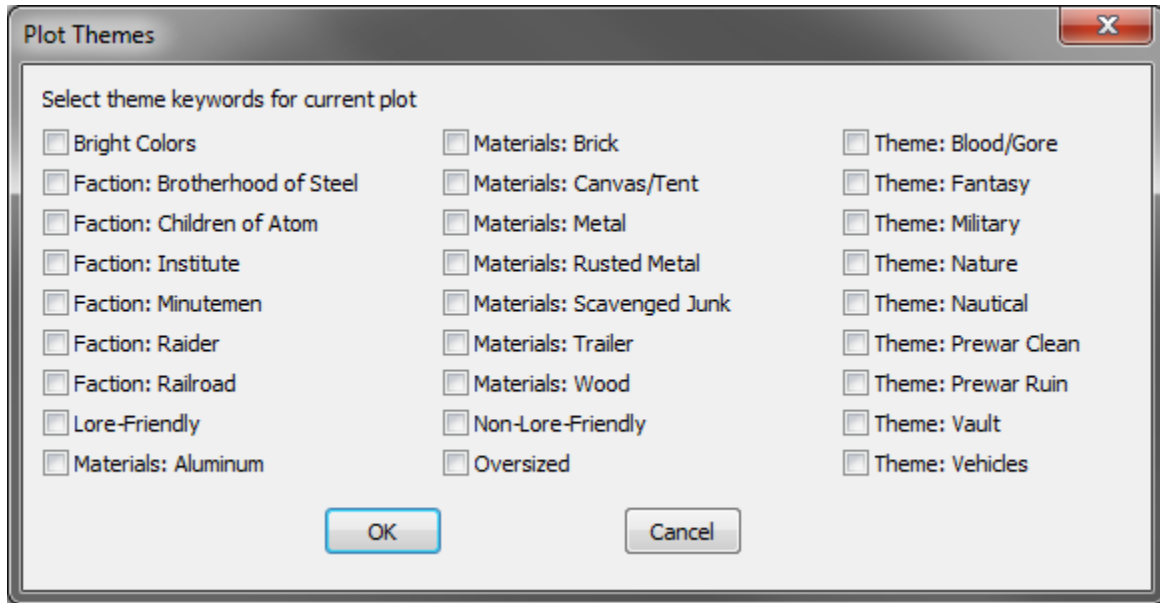 Plot Themes
Select theme keywords for current plot
Bright Colors
Faction: Brotherhood of Steel
Faction: Children of Atom
Faction: Institute
Faction: Minutemen
Faction: Raider
Faction: Railroad
Lore-Friendly
Materials: Aluminum
Materials: Brick
Materials: Canvas/Tent
Materials: Metal
Materials: Rusted Metal
Materials: Scavenged Junk
Materials: Trailer
Materials: Wood
Non-Lore-Friendly
Oversized
Theme: Blood/Gore
Theme: Fantasy
Theme: Military
Theme: Nature
Theme: Nautical
Theme: Prewar Clean
Theme: Prewar Ruin
Theme: Vault
Theme: Vehicles
OK
Cancel